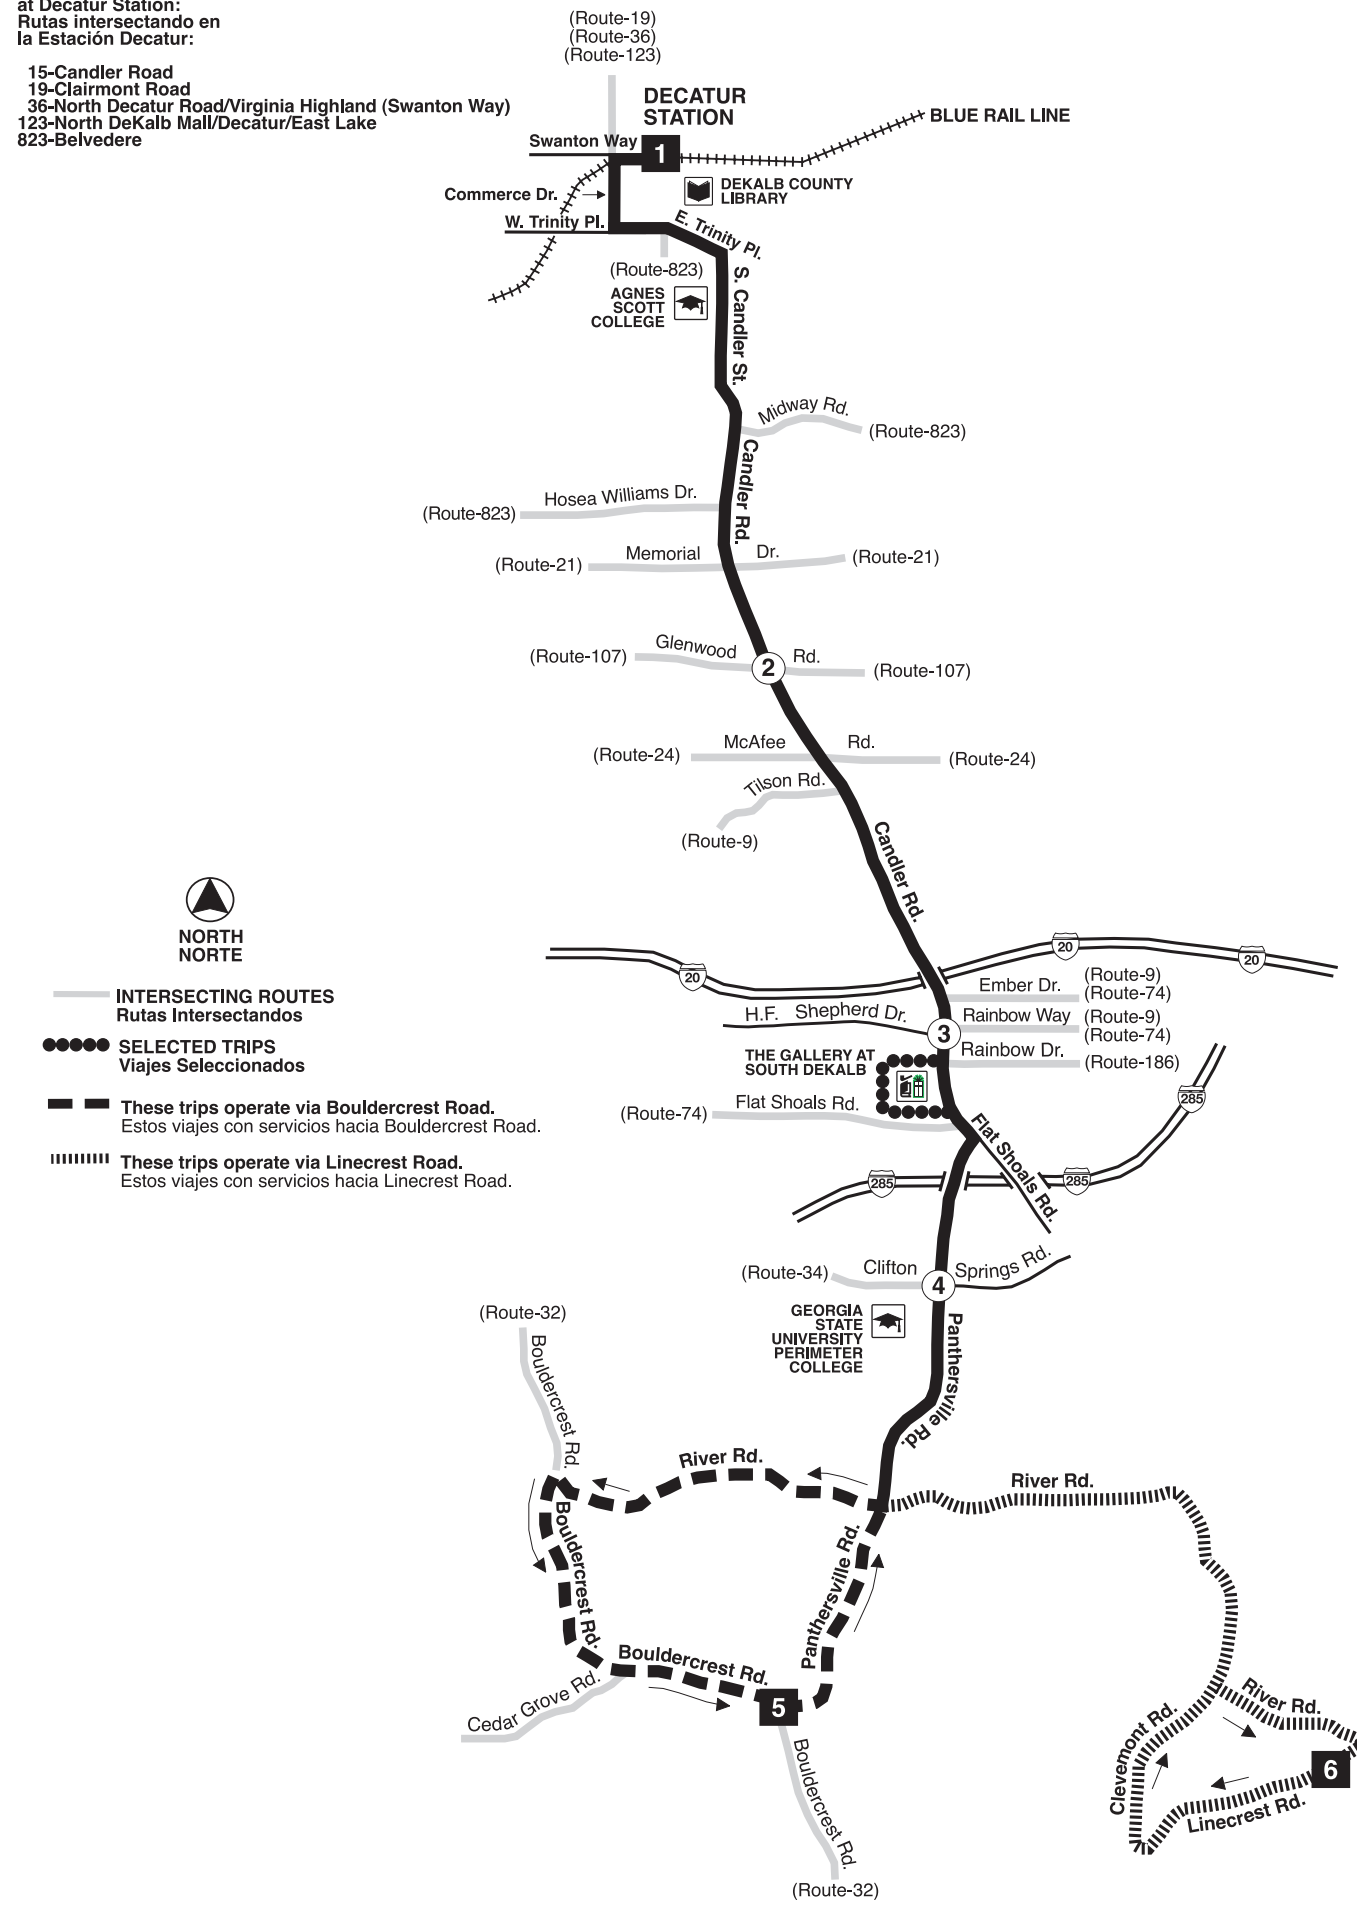 at Decatur Station:
Rutas intersectando en
la Estación Decatur:
15-Candler Road
19-Clairmont Road
36-North Decatur Road/Virginia Highland (Swanton Way)
123-North DeKalb Mall/Decatur/East Lake
823-Belvedere
(Route-19)
(Route-36)
(Route-123)
DECATUR
STATION
BLUE RAIL LINE
Swanton Way
1
DEKALB COUNTY
LIBRARY
Commerce Dr.
W. Trinity Pl.
E. Trinity Pl.
(Route-823)
AGNES
SCOTT
COLLEGE
S. Candler St.
Midway Rd.
(Route-823)
Candler Rd.
Hosea Williams Dr.
(Route-823)
Memorial Dr.
(Route-21)
(Route-21)
Glenwood Rd.
(Route-107)
2
(Route-107)
McAfee Rd.
(Route-24)
(Route-24)
Tilson Rd.
(Route-9)
Candler Rd.
NORTH
NORTE
20
20
20
INTERSECTING ROUTES
Rutas Intersectandos
SELECTED TRIPS
Viajes Seleccionados
These trips operate via Bouldercrest Road.
Estos viajes con servicios hacia Bouldercrest Road.
These trips operate via Linecrest Road.
Estos viajes con servicios hacia Linecrest Road.
Ember Dr.
(Route-9)
(Route-74)
H.F. Shepherd Dr.
3
Rainbow Way
(Route-9)
(Route-74)
Rainbow Dr.
(Route-186)
THE GALLERY AT
SOUTH DEKALB
Flat Shoals Rd.
(Route-74)
Flat Shoals Rd.
285
285
285
(Route-34)
Clifton Springs Rd.
4
GEORGIA
STATE
UNIVERSITY
PERIMETER
COLLEGE
Panthersville Rd.
(Route-32)
Bouldercrest Rd.
River Rd.
River Rd.
Bouldercrest Rd.
Panthersville Rd.
Bouldercrest Rd.
Cedar Grove Rd.
5
Bouldercrest Rd.
(Route-32)
River Rd.
Clevemont Rd.
6
Linecrest Rd.